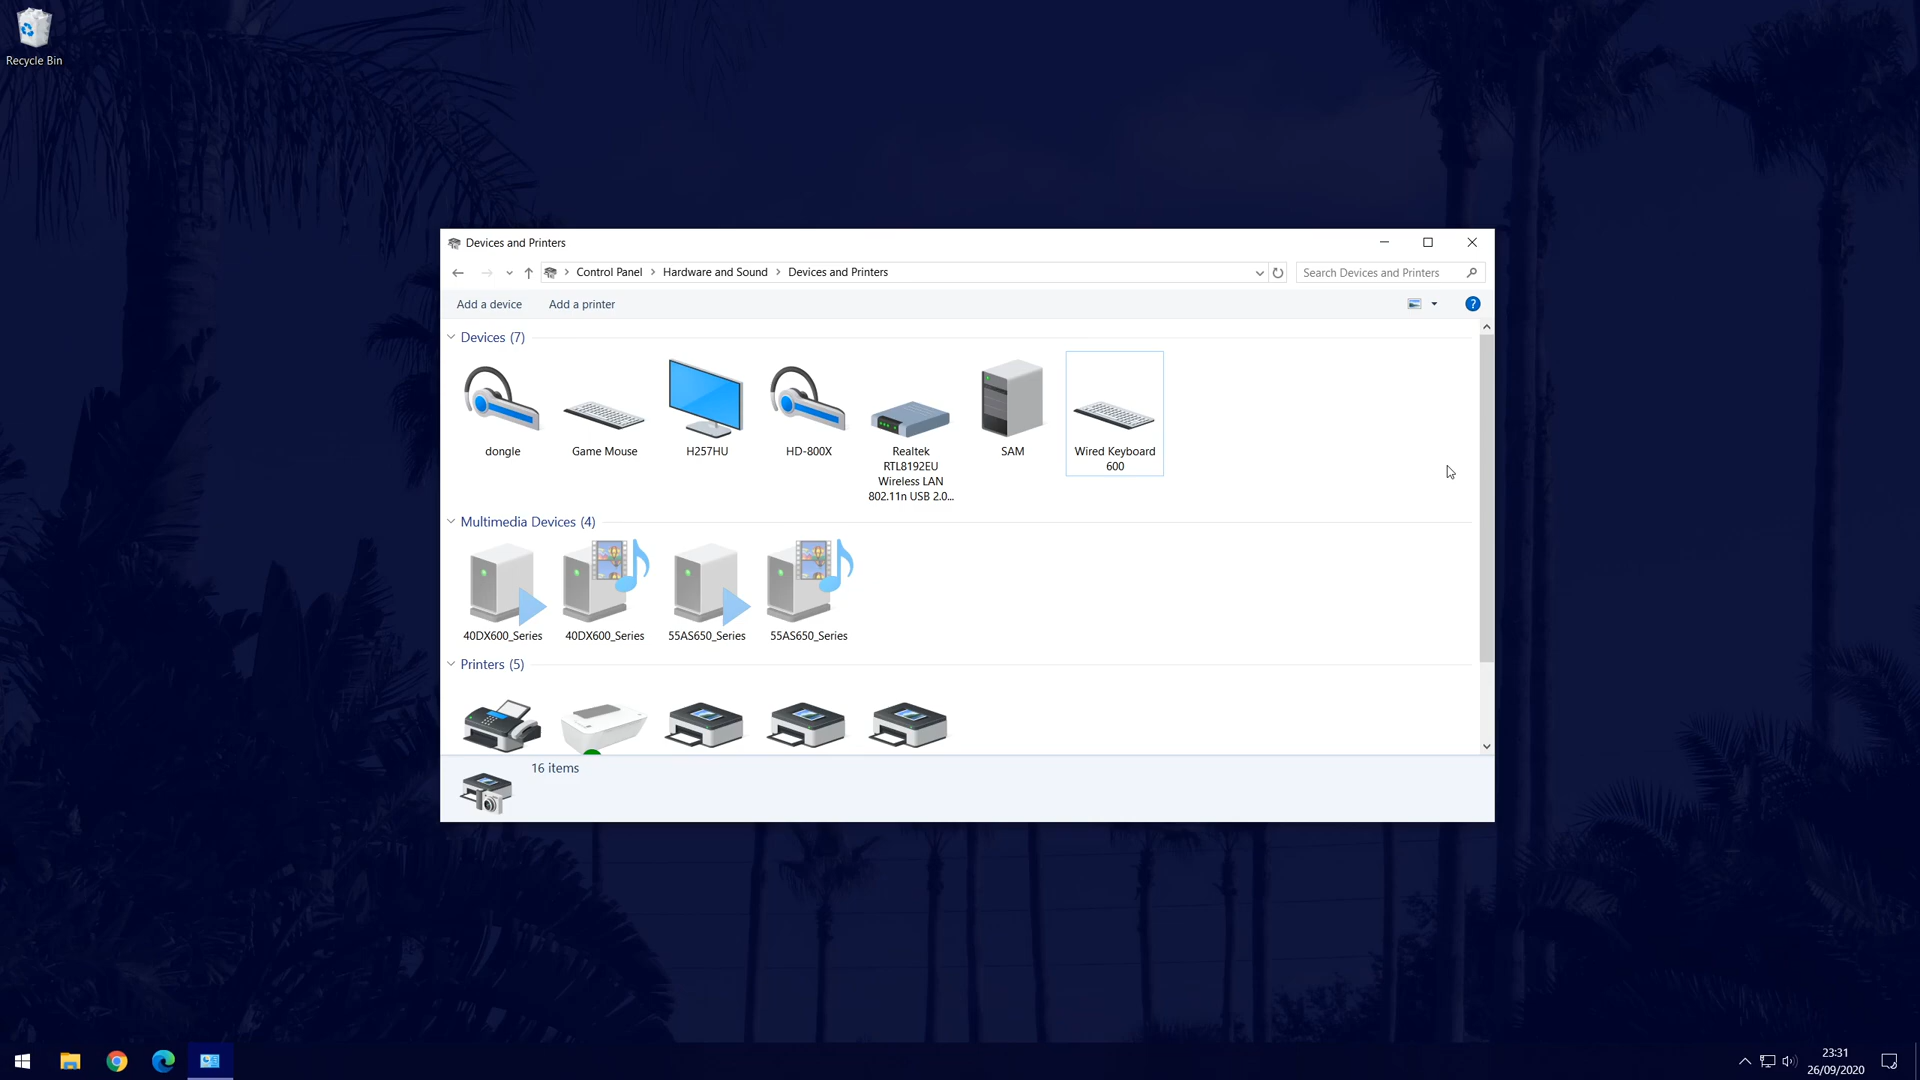 Recycle Bin
Devices and Printers
Control Panel > Hardware and Sound > Devices and Printers
Search Devices and Printers
Add a device
Add a printer
?
Devices (7)
dongle
Game Mouse
H257HU
HD-800X
Realtek
RTL8192EU
Wireless LAN
802.11n USB 2.0...
SAM
Wired Keyboard
600
Multimedia Devices (4)
40DX600_Series
40DX600_Series
55AS650_Series
55AS650_Series
Printers (5)
16 items
23:31
26/09/2020